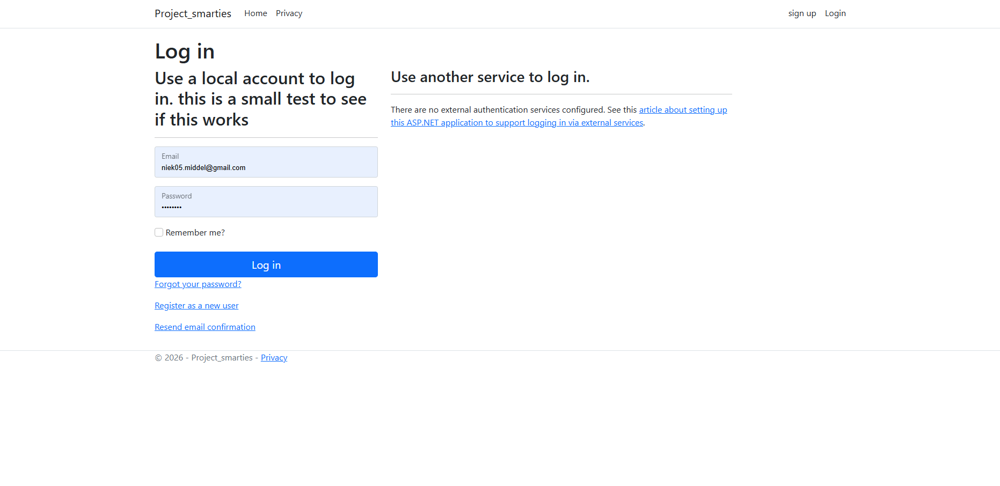 Project_smarties Home Privacy sign up Login
Log in
Use a local account to log
in. this is a small test to see
if this works
Email
niek05.middel@gmail.com
Password
••••••••
Remember me?
Log in
Forgot your password?
Register as a new user
Resend email confirmation
Use another service to log in.
There are no external authentication services configured. See this article about setting up
this ASP.NET application to support logging in via external services.
© 2026 - Project_smarties - Privacy